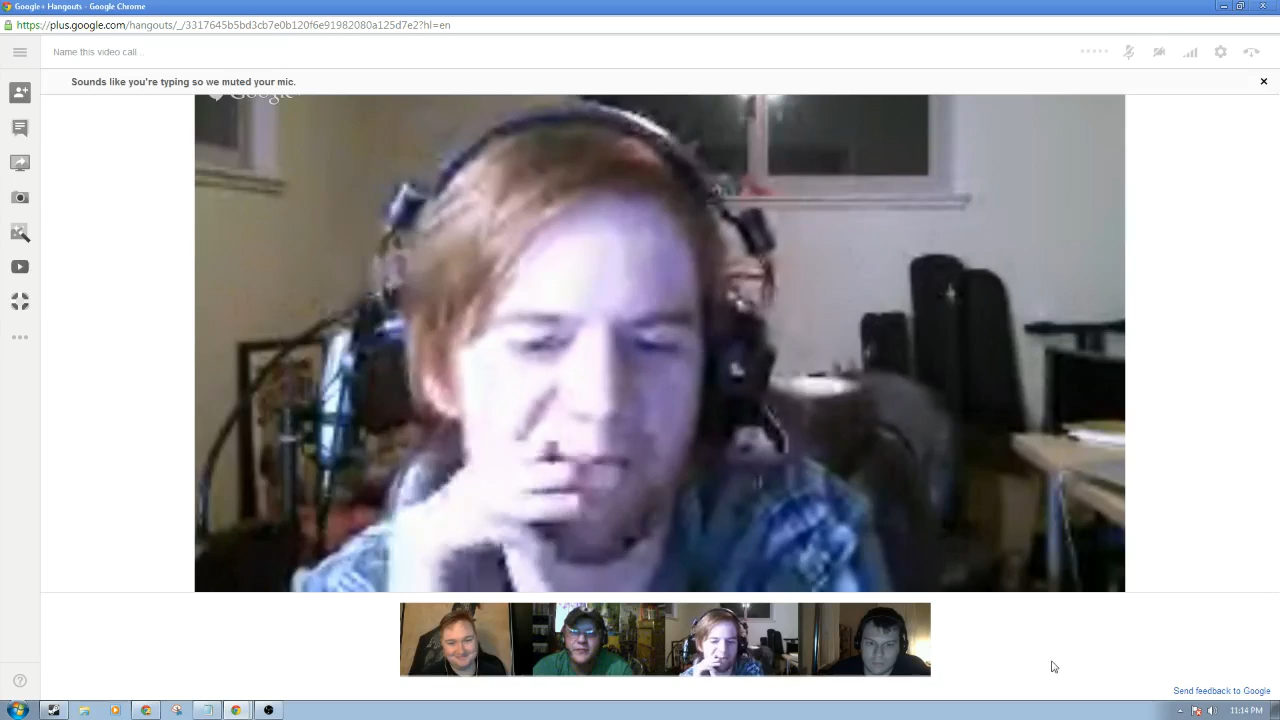 Google+ Hangouts - Google Chrome
https://plus.google.com/hangouts/_/3317645b5bd3cb7e0b120f6e91982080a125d7e2?hl=en
Name this video call...
Sounds like you're typing so we muted your mic.
Google
Send feedback to Google
11:14 PM